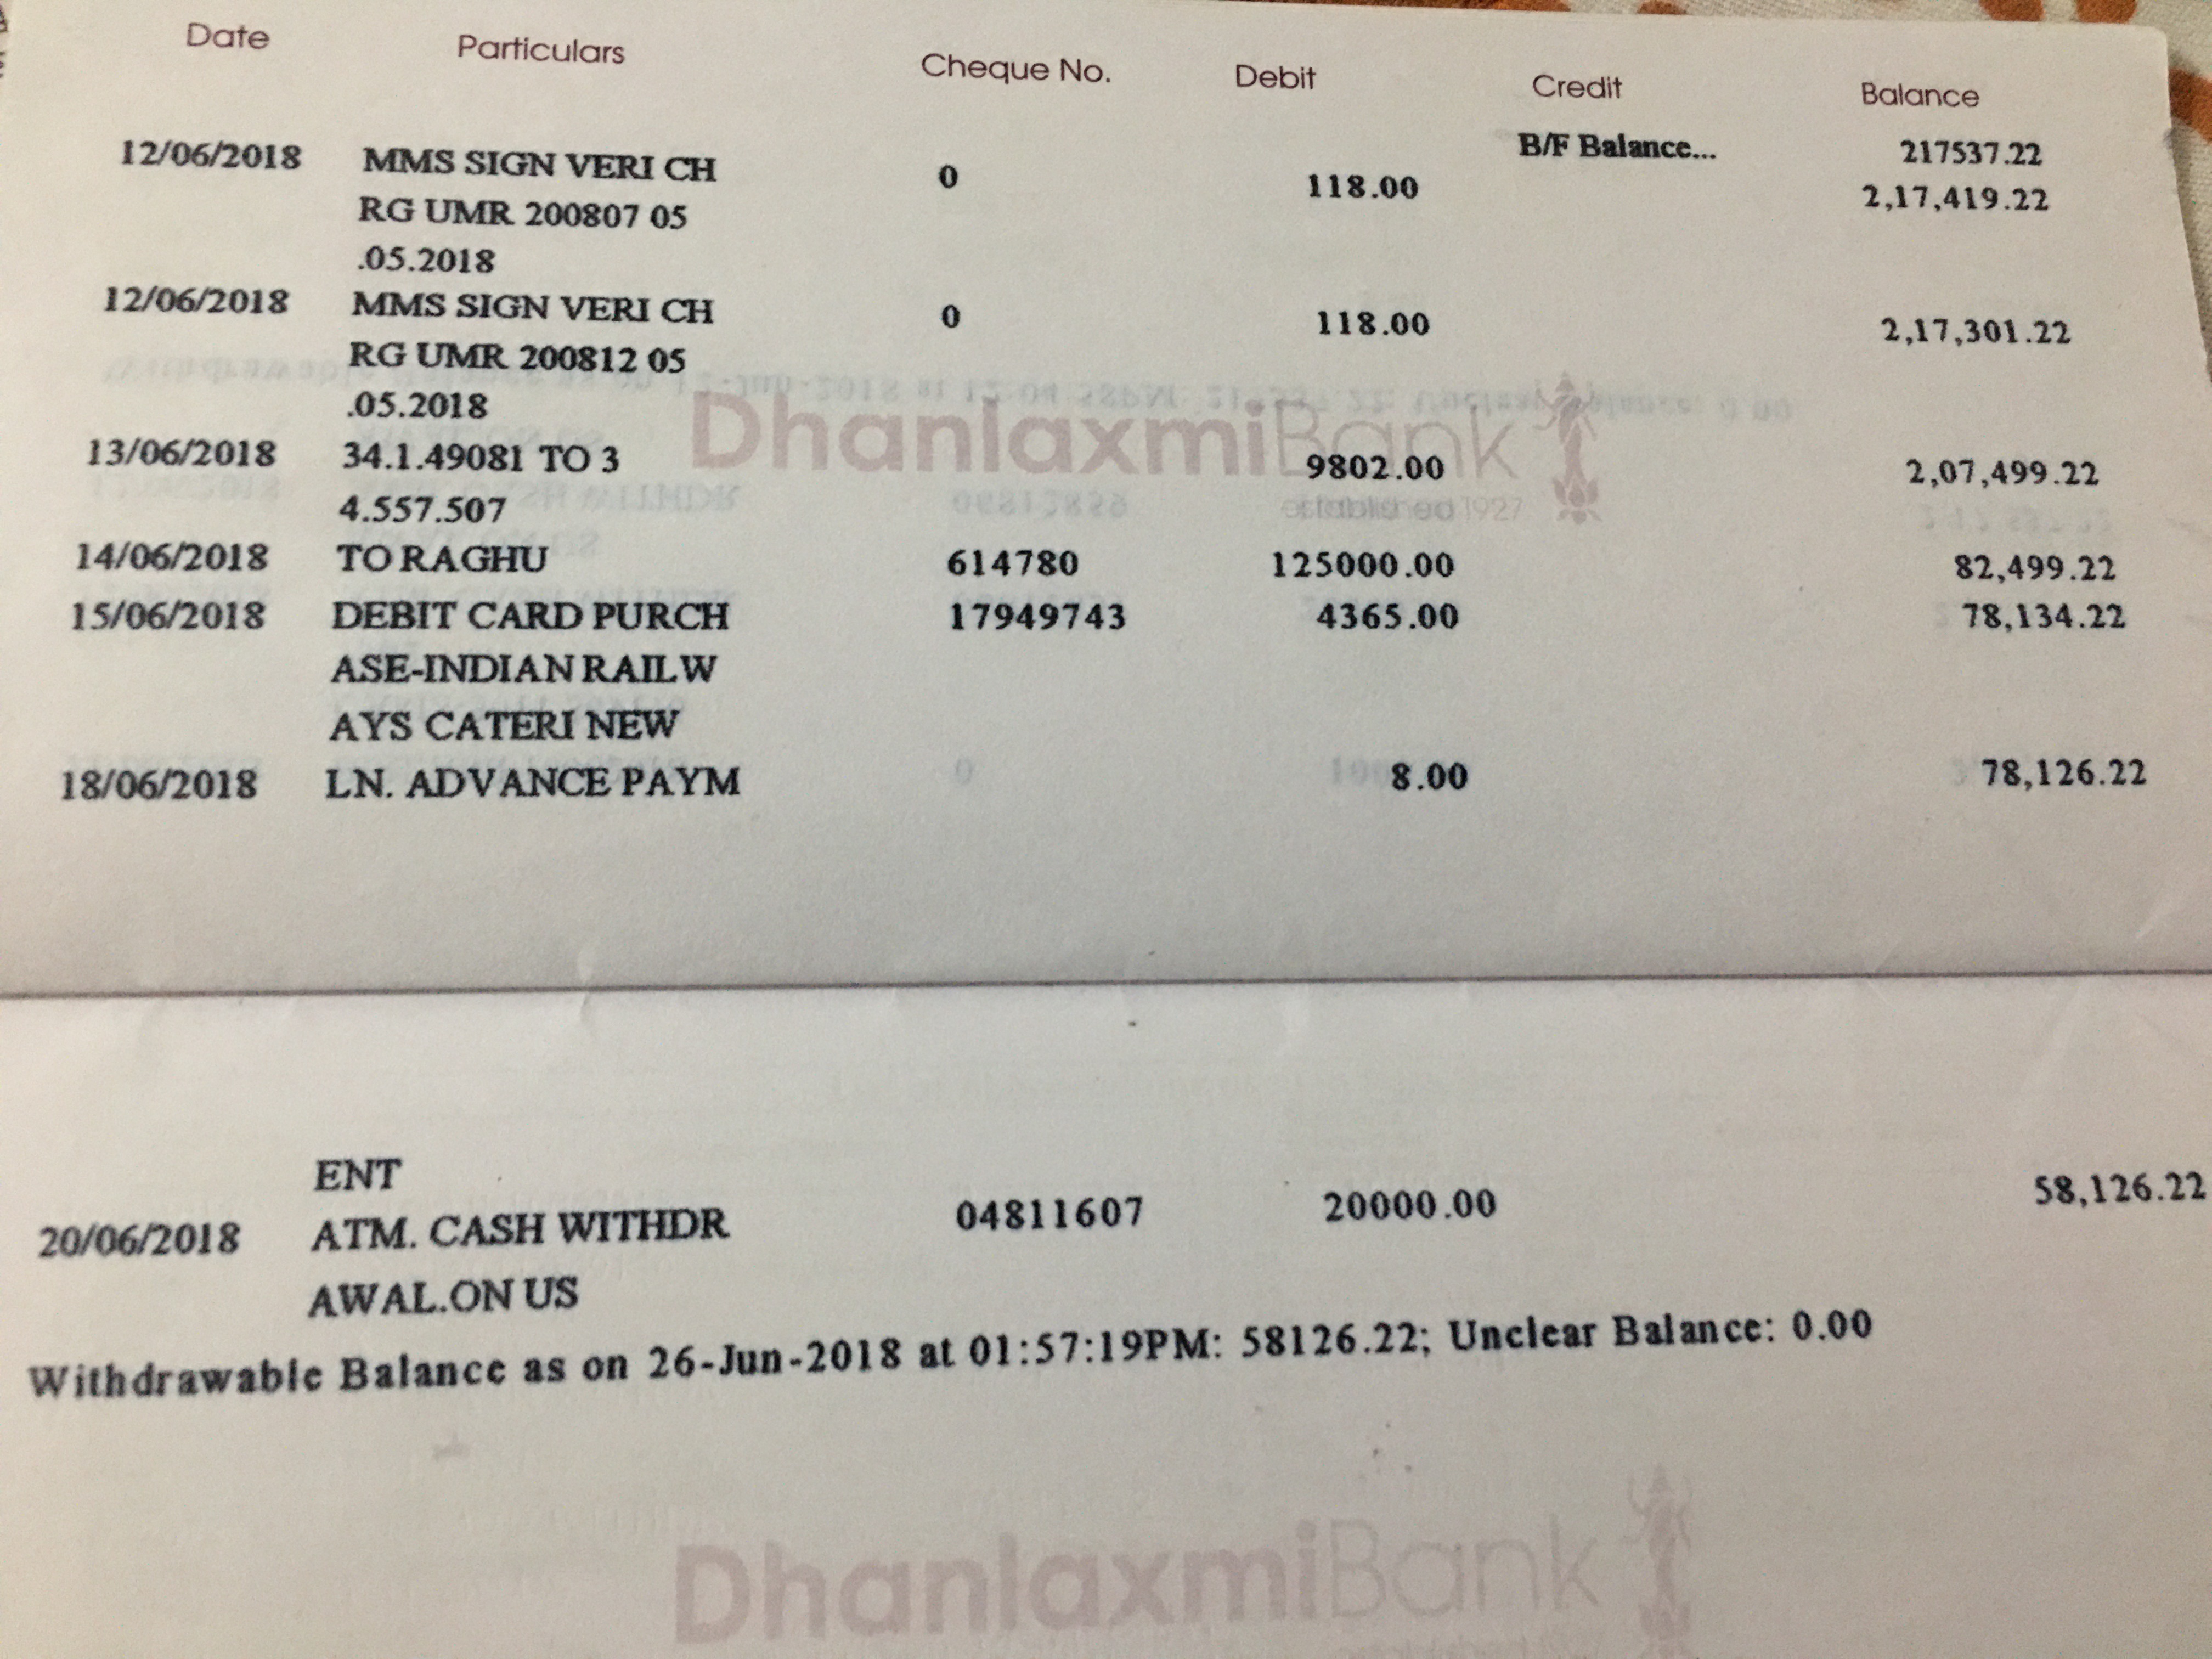 Date Particulars Cheque No. Debit Credit Balance
B/F Balance... 217537.22
12/06/2018 MMS SIGN VERI CH 0 118.00 2,17,419.22
RG UMR 200807 05
.05.2018
12/06/2018 MMS SIGN VERI CH 0 118.00 2,17,301.22
RG UMR 200812 05
.05.2018
13/06/2018 34.1.49081 TO 3 9802.00 2,07,499.22
4.557.507
14/06/2018 TO RAGHU 614780 125000.00 82,499.22
15/06/2018 DEBIT CARD PURCH 17949743 4365.00 78,134.22
ASE-INDIAN RAILW
AYS CATERI NEW
18/06/2018 LN. ADVANCE PAYM 8.00 78,126.22
DhanlaxmiBank
established 1927
ENT
20/06/2018 ATM. CASH WITHDR 04811607 20000.00 58,126.22
AWAL.ON US
Withdrawable Balance as on 26-Jun-2018 at 01:57:19PM: 58126.22; Unclear Balance: 0.00
DhanlaxmiBank